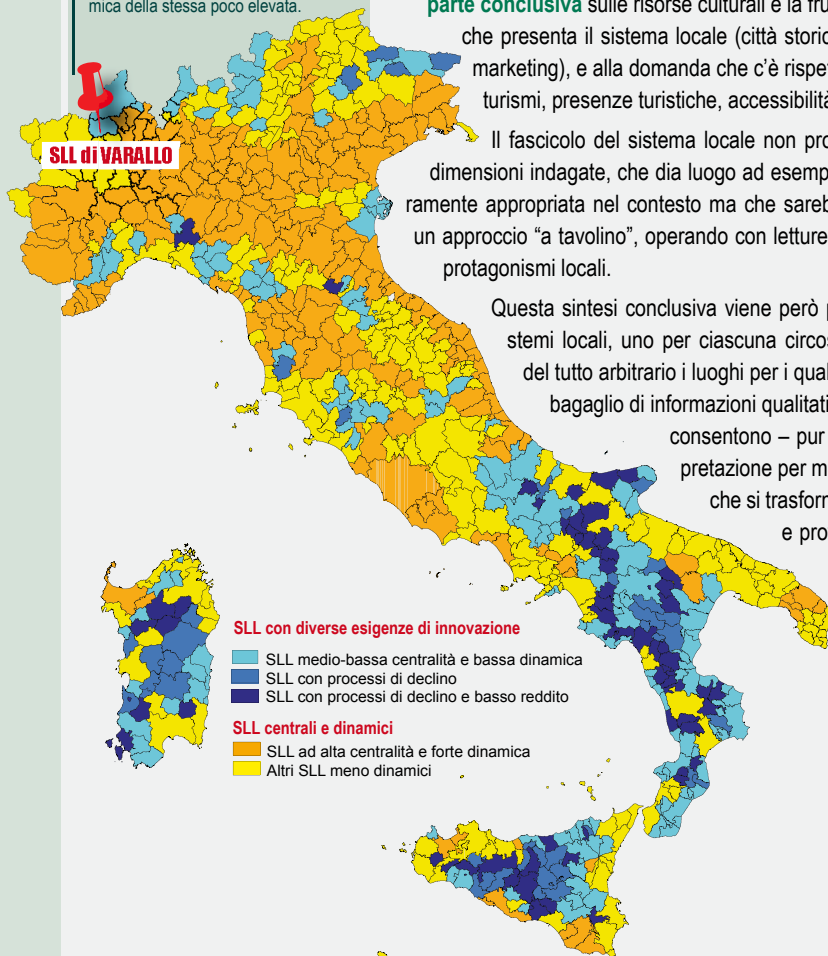 mica della stessa poco elevata.
parte conclusiva sulle risorse culturali e la fru
che presenta il sistema locale (città storic
marketing), e alla domanda che c'è rispe
turismi, presenze turistiche, accessibilità
Il fascicolo del sistema locale non pro
dimensioni indagate, che dia luogo ad esemp
ramente appropriata nel contesto ma che sareb
un approccio “a tavolino”, operando con letture
protagonismi locali.
Questa sintesi conclusiva viene però p
stemi locali, uno per ciascuna circos
del tutto arbitrario i luoghi per i qual
bagaglio di informazioni qualitati
consentono – pur
pretazione per m
che si trasforn
e pro
SLL di VARALLO
SLL con diverse esigenze di innovazione
SLL medio-bassa centralità e bassa dinamica
SLL con processi di declino
SLL con processi di declino e basso reddito
SLL centrali e dinamici
SLL ad alta centralità e forte dinamica
Altri SLL meno dinamici